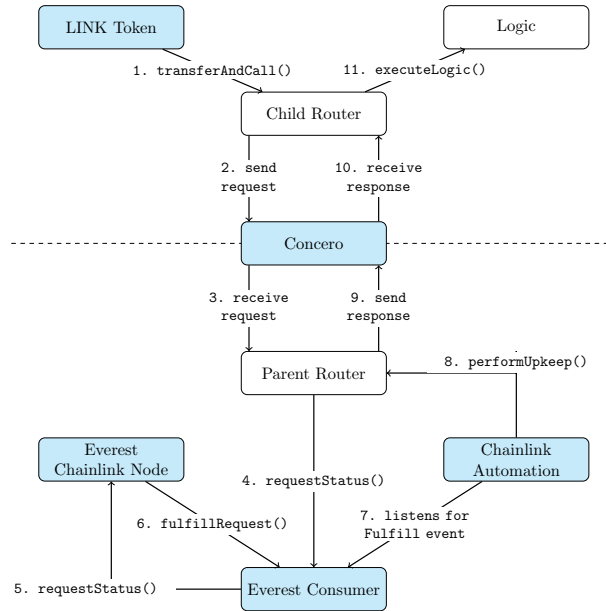 LINK Token
Logic
1. transferAndCall()
11. executeLogic()
Child Router
2. send
request
10. receive
response
Concero
3. receive
request
9. send
response
8. performUpkeep()
Parent Router
Everest
Chainlink Node
Chainlink
Automation
4. requestStatus()
6. fulfillRequest()
7. listens for
Fulfill event
5. requestStatus()
Everest Consumer